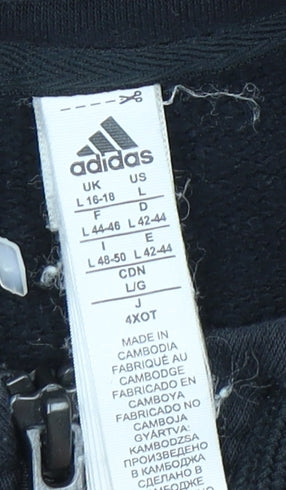 adidas
UK US
L 16-18 L
F D
L 44-46 L 42-44
I E
L 48-50 L 42-44
CDN
L/G
J
4XOT
MADE IN
CAMBODIA
FABRIQUÉ AU
CAMBODGE
FABRICADO EN
CAMBOYA
FABRICADO NO
CAMBOJA
GYÁRTVA:
KAMBODZSA
ПРОИЗВЕДЕНО
В КАМБОДЖА
СДЕЛАНО В
КАМБОДЖЕ